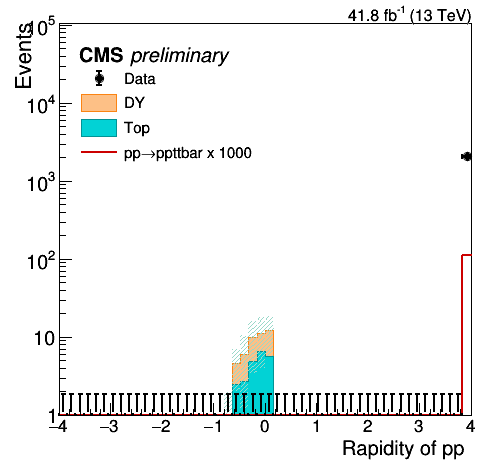 41.8 fb⁻¹ (13 TeV)
Events
CMS preliminary
Data
DY
Top
pp→ppttbar x 1000
10⁵
10⁴
10³
10²
10
1
−4 −3 −2 −1 0 1 2 3 4
Rapidity of pp